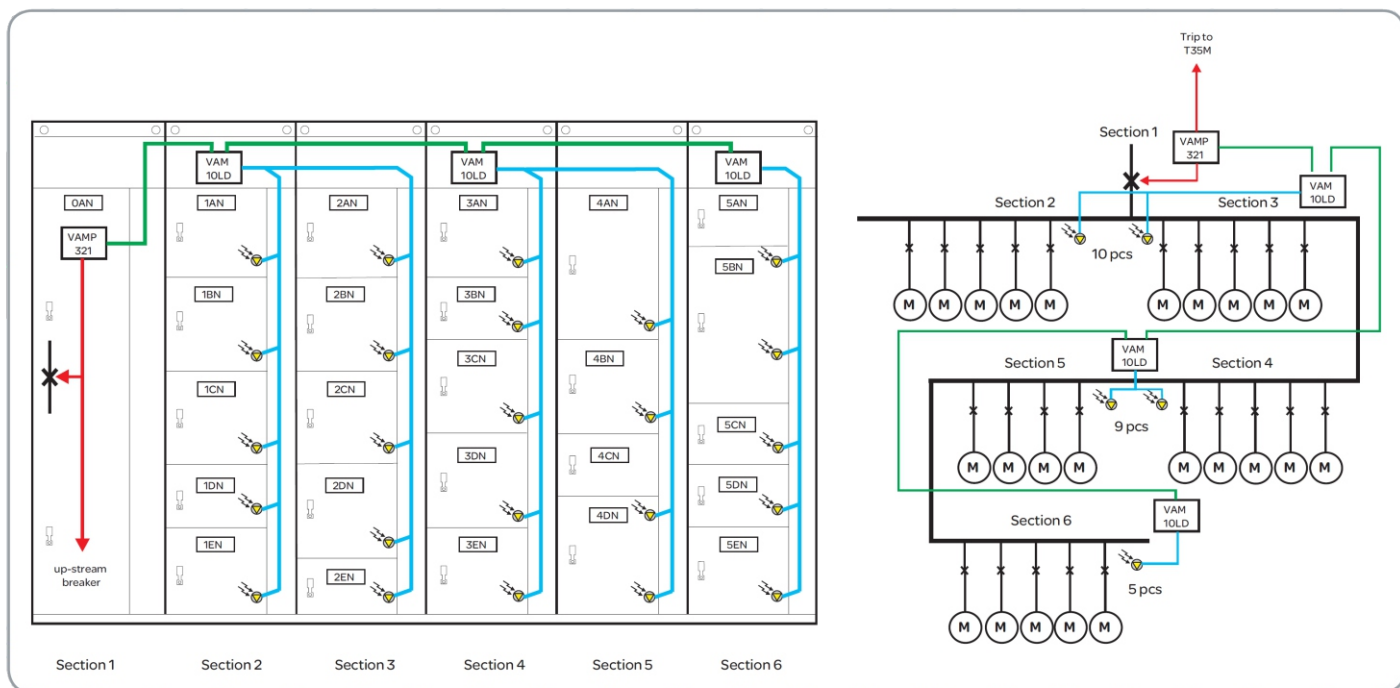 0AN
VAMP
321
up-stream
breaker
VAM
10LD
1AN
1BN
1CN
1DN
1EN
2AN
2BN
2CN
2DN
2EN
VAM
10LD
3AN
3BN
3CN
3DN
3EN
4AN
4BN
4CN
4DN
VAM
10LD
5AN
5BN
5CN
5DN
5EN
Section 1
Section 2
Section 3
Section 4
Section 5
Section 6
Trip to
T35M
Section 1
VAMP
321
VAM
10LD
Section 2
Section 3
10 pcs
M M M M M M M M M M
VAM
10LD
Section 5
Section 4
9 pcs
M M M M M M M M M
VAM
10LD
Section 6
5 pcs
M M M M M